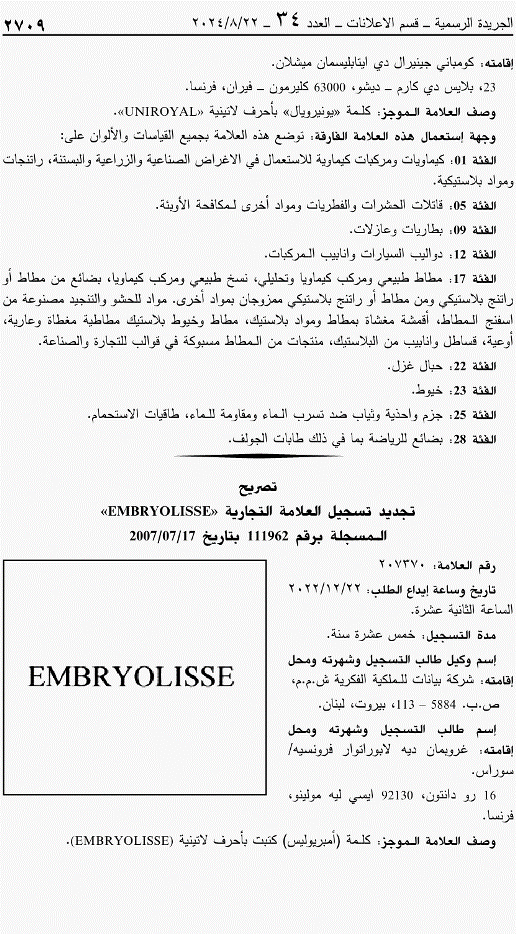 الجريدة الرسمية – قسم الاعلانات – العدد ٣٤ – ٢٠٢٤/٨/٢٢
٢٧٠٩
إقامته: كومباني جينيرال دي ايتابليسمان ميشلان.
23، بلايس دي كارم – ديشو، 63000 كليرمون – فيران، فرنسا.
وصف العلامة الموجز: كلمة «يونيرويال» بأحرف لاتينية «UNIROYAL».
وجهة إستعمال هذه العلامة الفارقة: توضع هذه العلامة بجميع القياسات والألوان على:
الفئة 01: كيماويات ومركبات كيماوية للاستعمال في الاغراض الصناعية والزراعية والبستنة، راتنجات
ومواد بلاستيكية.
الفئة 05: قاتلات الحشرات والفطريات ومواد أخرى لمكافحة الأوبئة.
الفئة 09: بطاريات وعازلات.
الفئة 12: دواليب السيارات وانابيب المركبات.
الفئة 17: مطاط طبيعي ومركب كيماويا وتحليلي، نسخ طبيعي ومركب كيماويا، بضائع من مطاط أو
راتنج بلاستيكي ومن مطاط أو راتنج بلاستيكي ممزوجان بمواد أخرى. مواد للحشو والتنجيد مصنوعة من
اسفنج المطاط، أقمشة مغشاة بمطاط ومواد بلاستيك، مطاط وخيوط بلاستيك مطاطية مغطاة وعارية،
أوعية، قساطل وانابيب من البلاستيك، منتجات من المطاط مسبوكة في قوالب للتجارة والصناعة.
الفئة 22: حبال غزل.
الفئة 23: خيوط.
الفئة 25: جزم واحذية وثياب ضد تسرب الماء ومقاومة للماء، طاقيات الاستحمام.
الفئة 28: بضائع للرياضة بما في ذلك طابات الجولف.
تصريح
تجديد تسجيل العلامة التجارية «EMBRYOLISSE»
المسجلة برقم 111962 بتاريخ 2007/07/17
رقم العلامة: ٢٠٧٣٧٠
تاريخ وساعة إيداع الطلب: ٢٠٢٢/١٢/٢٢
الساعة الثانية عشرة.
مدة التسجيل: خمس عشرة سنة.
إسم وكيل طالب التسجيل وشهرته ومحل
إقامته: شركة بيانات للملكية الفكرية ش.م.م،
ص.ب. 5884 – 113، بيروت، لبنان.
إسم طالب التسجيل وشهرته ومحل
إقامته: غرويمان ديه لابوراتوار فرونسيه/
سوراس.
16 رو دانتون، 92130 ايسي ليه مولينو،
فرنسا.
EMBRYOLISSE
وصف العلامة الموجز: كلمة (أمبريوليس) كتبت بأحرف لاتينية (EMBRYOLISSE).